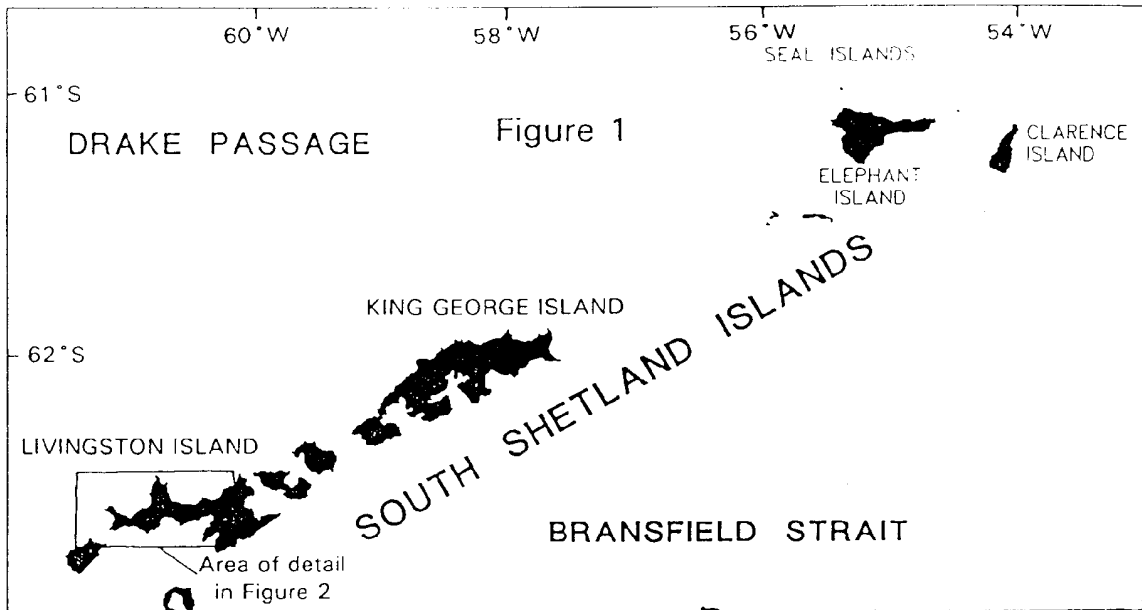 60°W 58°W 56°W 54°W
SEAL ISLANDS
61°S
DRAKE PASSAGE
Figure 1
CLARENCE
ISLAND
ELEPHANT
ISLAND
SOUTH SHETLAND ISLANDS
KING GEORGE ISLAND
62°S
LIVINGSTON ISLAND
BRANSFIELD STRAIT
Area of detail
in Figure 2